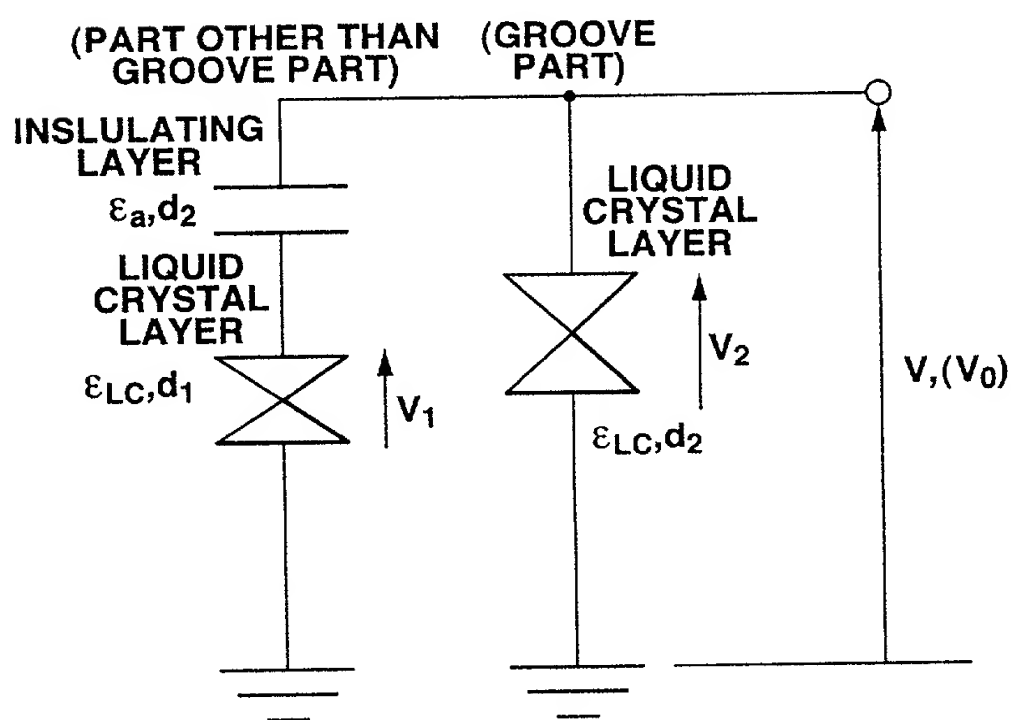 (PART OTHER THAN
GROOVE PART)
(GROOVE
PART)
INSLULATING
LAYER
εa,d2
LIQUID
CRYSTAL
LAYER
εLC,d1
V1
LIQUID
CRYSTAL
LAYER
V2
εLC,d2
V,(V0)